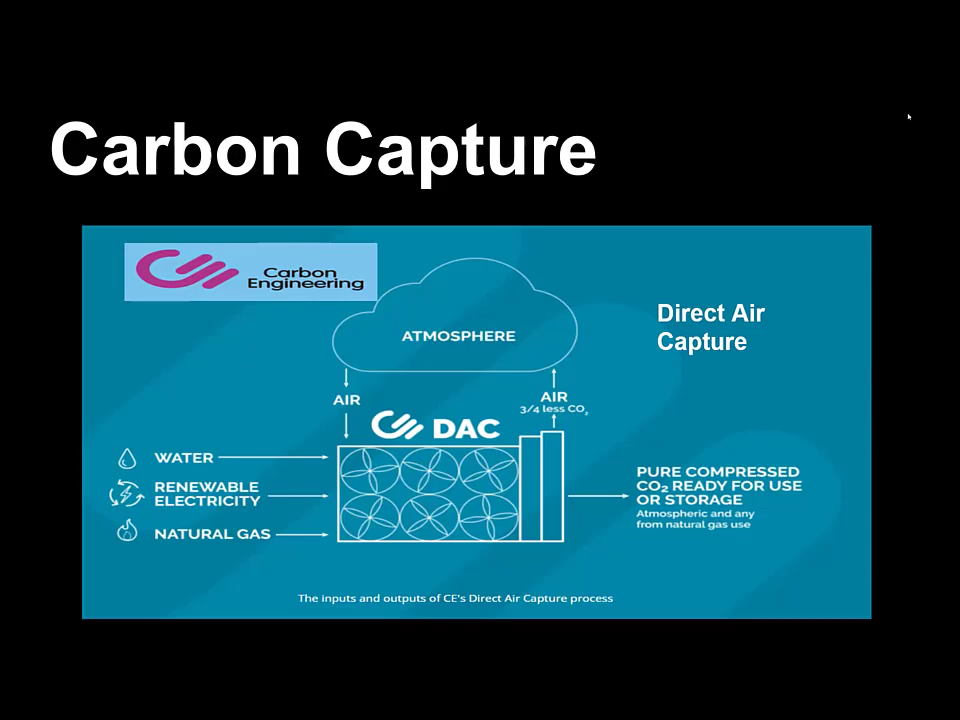 Carbon Capture
Carbon
Engineering
Direct Air
Capture
ATMOSPHERE
AIR
AIR
3/4 less CO₂
DAC
WATER
RENEWABLE
ELECTRICITY
NATURAL GAS
PURE COMPRESSED
CO₂ READY FOR USE
OR STORAGE
Atmospheric and any
from natural gas use
The inputs and outputs of CE's Direct Air Capture process